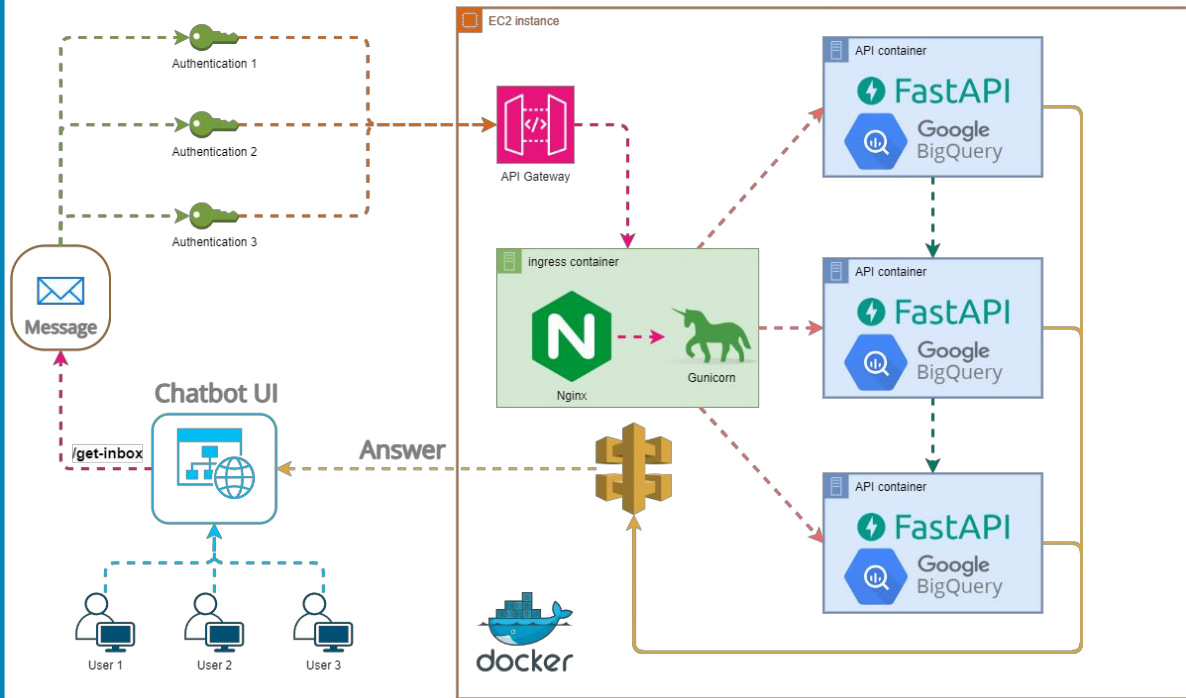 EC2 instance
Authentication 1
Authentication 2
Authentication 3
API Gateway
Message
/get-inbox
Chatbot UI
Answer
User 1
User 2
User 3
ingress container
Nginx
Gunicorn
API container
FastAPI
Google
BigQuery
API container
FastAPI
Google
BigQuery
API container
FastAPI
Google
BigQuery
docker